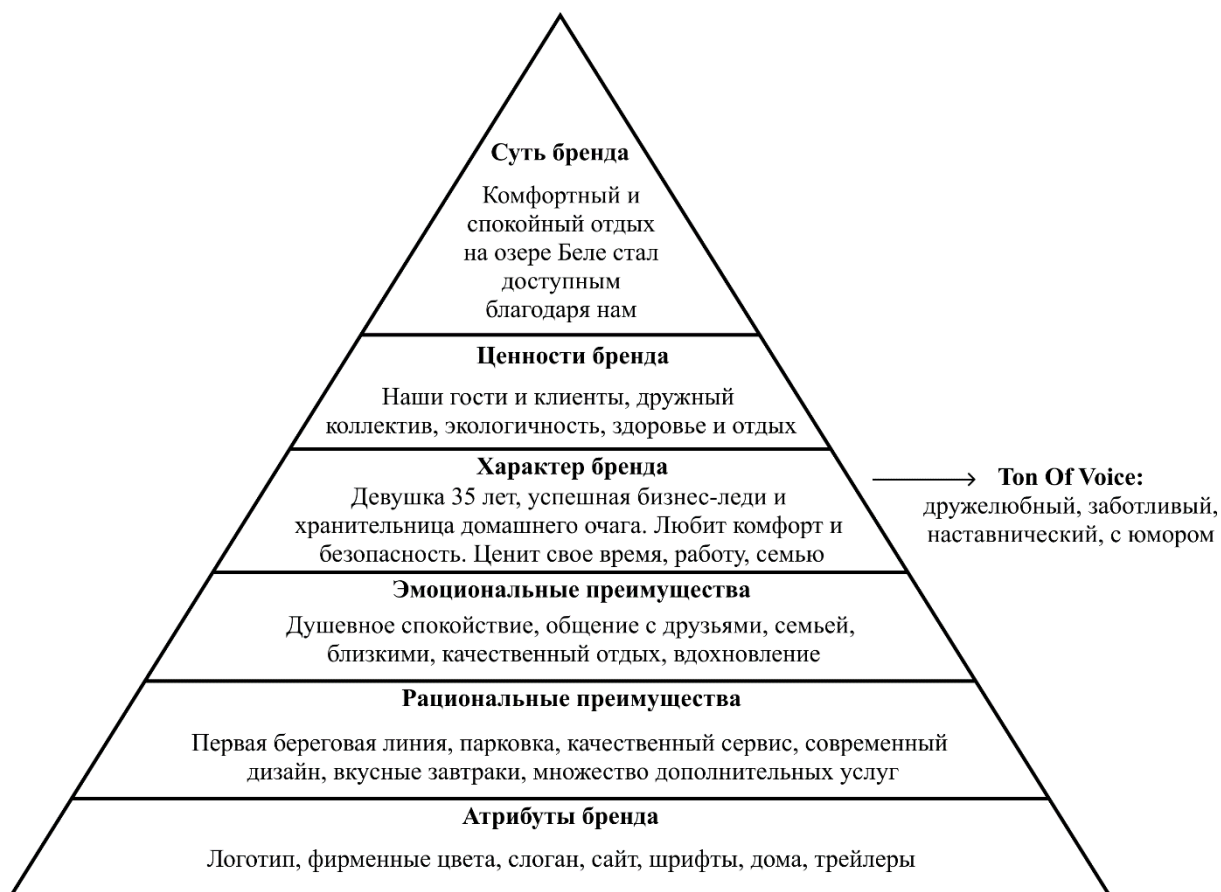 Суть бренда
Комфортный и
спокойный отдых
на озере Беле стал
доступным
благодаря нам
Ценности бренда
Наши гости и клиенты, дружный
коллектив, экологичность, здоровье и отдых
Характер бренда
Девушка 35 лет, успешная бизнес-леди и
хранительница домашнего очага. Любит комфорт и
безопасность. Ценит свое время, работу, семью
Ton Of Voice:
дружелюбный, заботливый,
наставнический, с юмором
Эмоциональные преимущества
Душевное спокойствие, общение с друзьями, семьей,
близкими, качественный отдых, вдохновление
Рациональные преимущества
Первая береговая линия, парковка, качественный сервис, современный
дизайн, вкусные завтраки, множество дополнительных услуг
Атрибуты бренда
Логотип, фирменные цвета, слоган, сайт, шрифты, дома, трейлеры